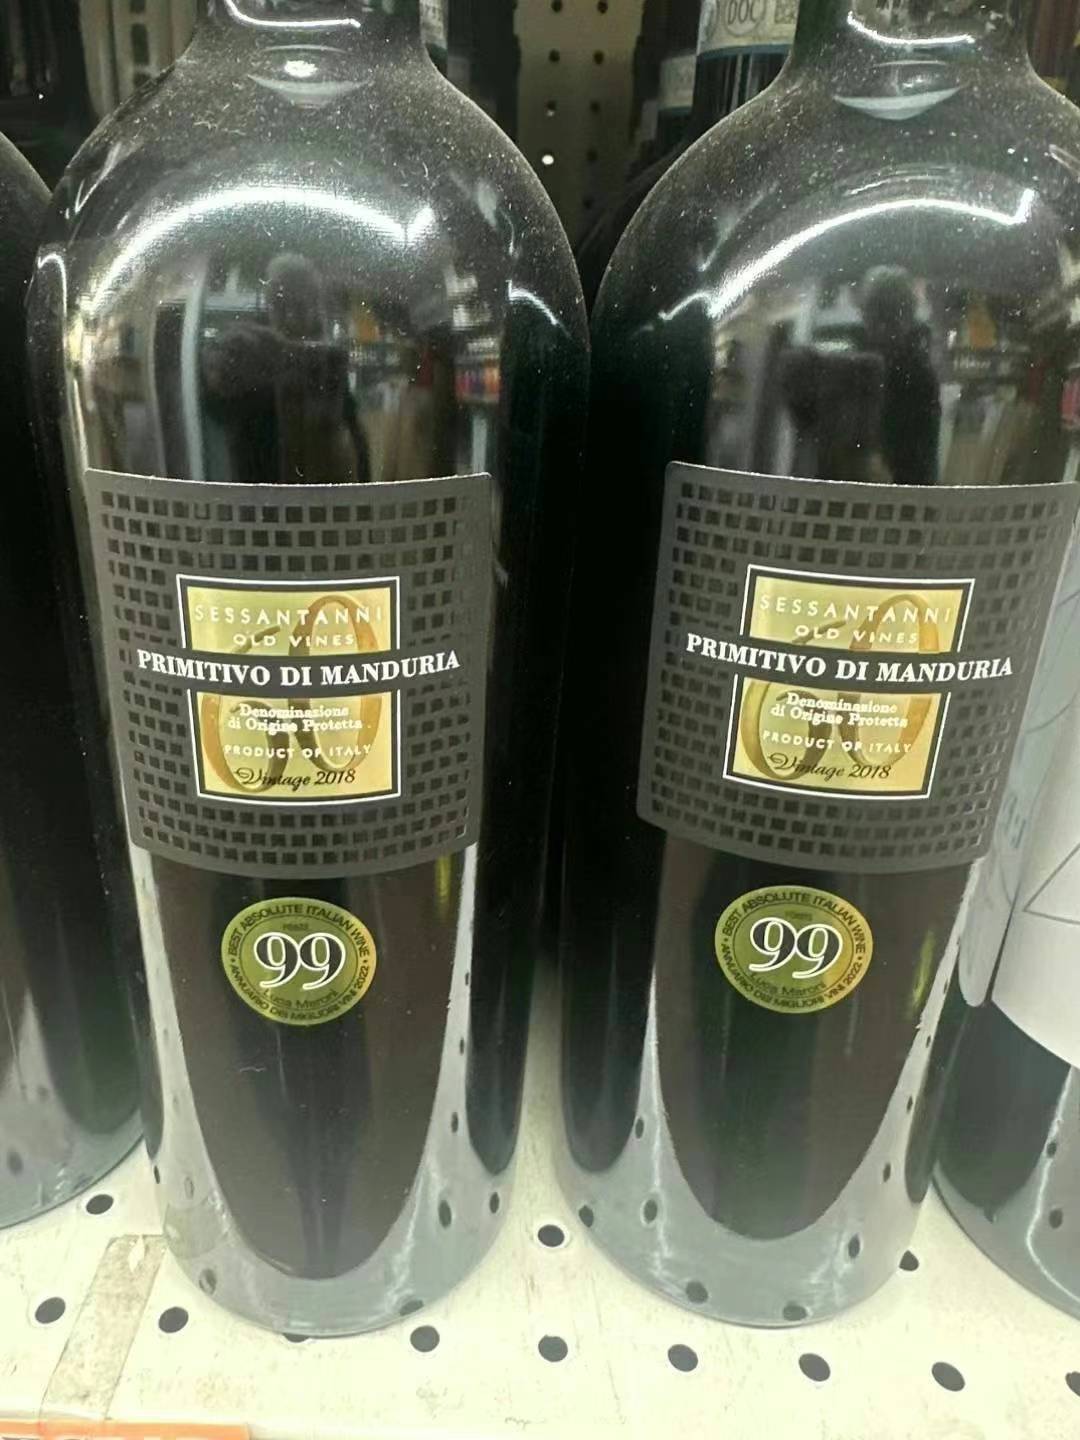 DOC
SESSANTANNI
OLD VINES
PRIMITIVO DI MANDURIA
Denominazione
di Origine Protetta
PRODUCT OF ITALY
Vintage 2018
BEST ABSOLUTE ITALIAN WINE
99
Luca Maroni
ANNUARIO DEI MIGLIORI VINI 2022
SESSANTANNI
OLD VINES
PRIMITIVO DI MANDURIA
Denominazione
di Origine Protetta
PRODUCT OF ITALY
Vintage 2018
BEST ABSOLUTE ITALIAN WINE
99
Luca Maroni
ANNUARIO DEI MIGLIORI VINI 2022